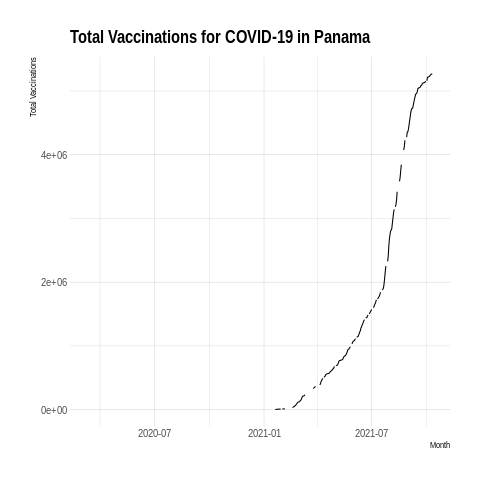 Total Vaccinations for COVID-19 in Panama
Total Vaccinations
4e+06
2e+06
0e+00
2020-07 2021-01 2021-07
Month